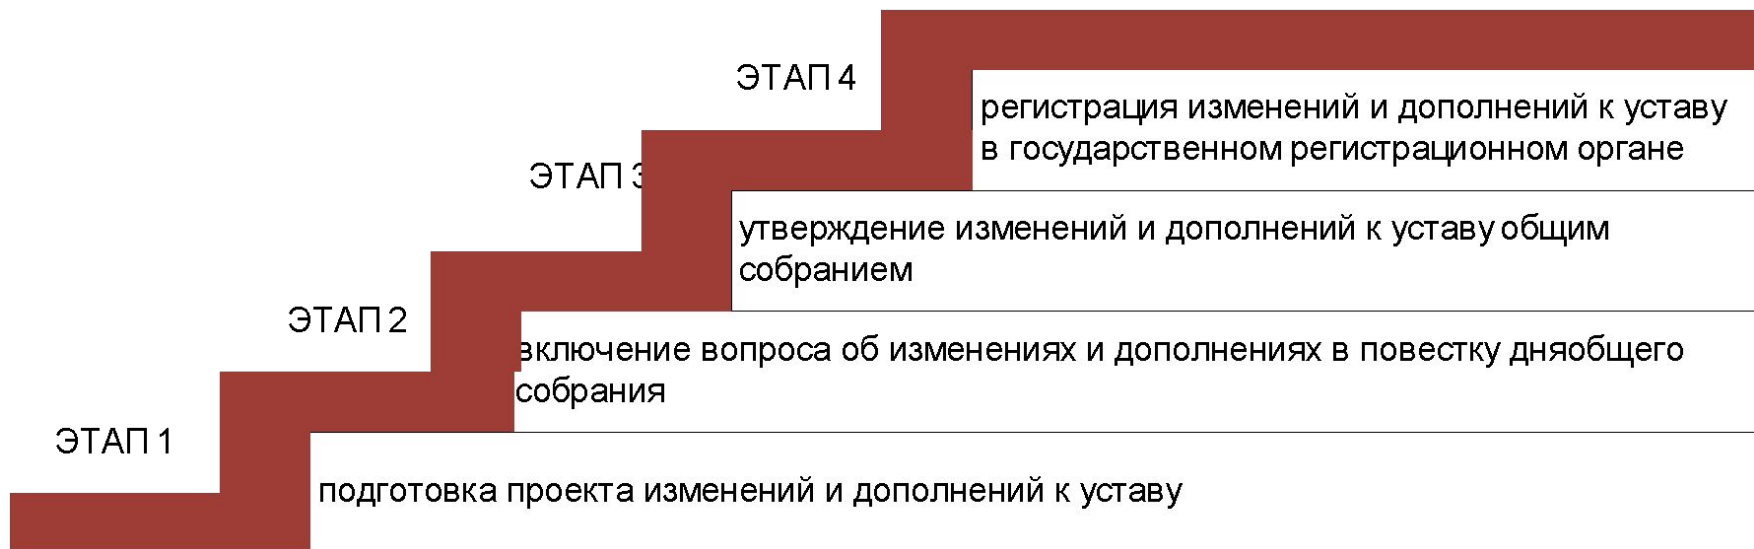 ЭТАП 4
регистрация изменений и дополнений к уставу
в государственном регистрационном органе
ЭТАП 3
утверждение изменений и дополнений к уставу общим
собранием
ЭТАП 2
включение вопроса об изменениях и дополнениях в повестку дняобщего
собрания
ЭТАП 1
подготовка проекта изменений и дополнений к уставу